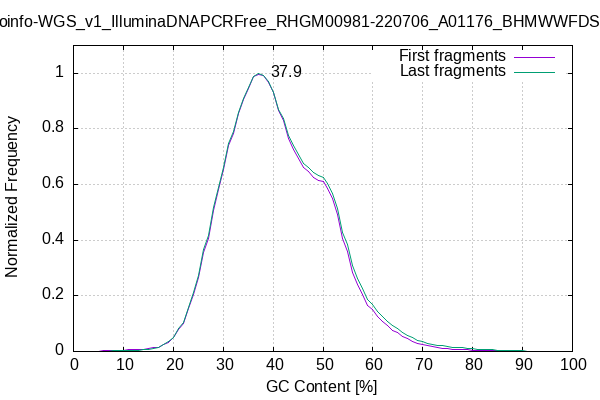 oinfo-WGS_v1_IlluminaDNAPCRFree_RHGM00981-220706_A01176_BHMWWFDS
First fragments
Last fragments
37.9
Normalized Frequency
1
0.8
0.6
0.4
0.2
0
0 10 20 30 40 50 60 70 80 90 100
GC Content [%]